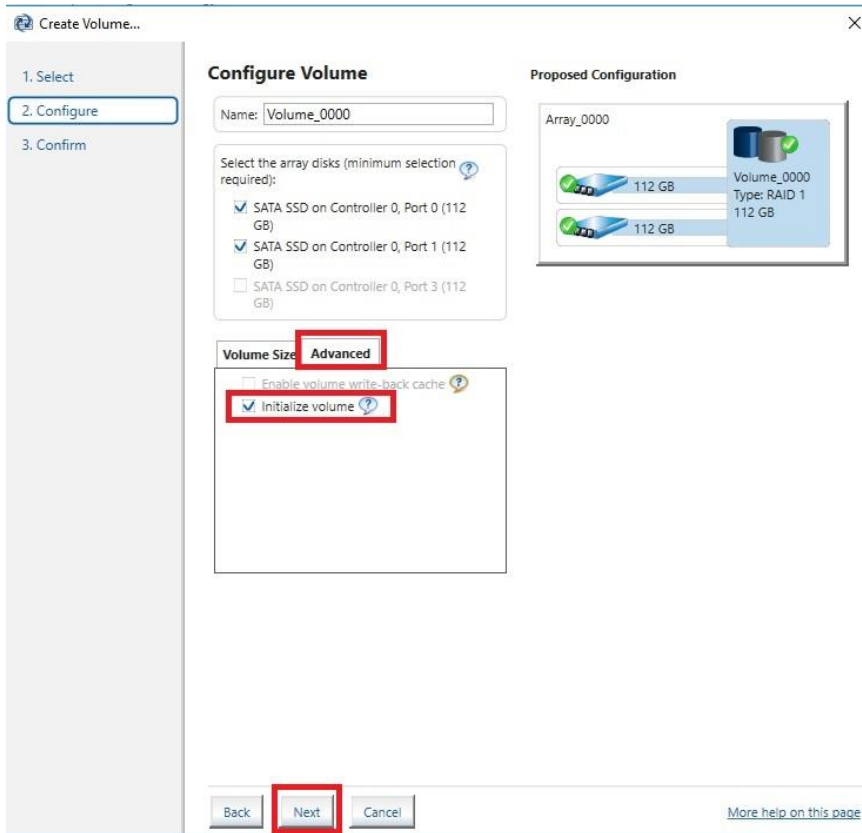 Create Volume...
1. Select
2. Configure
3. Confirm
Configure Volume
Name: Volume_0000
Select the array disks (minimum selection
required):
SATA SSD on Controller 0, Port 0 (112
GB)
SATA SSD on Controller 0, Port 1 (112
GB)
SATA SSD on Controller 0, Port 3 (112
GB)
Volume Size
Advanced
Enable volume write-back cache
Initialize volume
Proposed Configuration
Array_0000
112 GB
112 GB
Volume_0000
Type: RAID 1
112 GB
Back
Next
Cancel
More help on this page